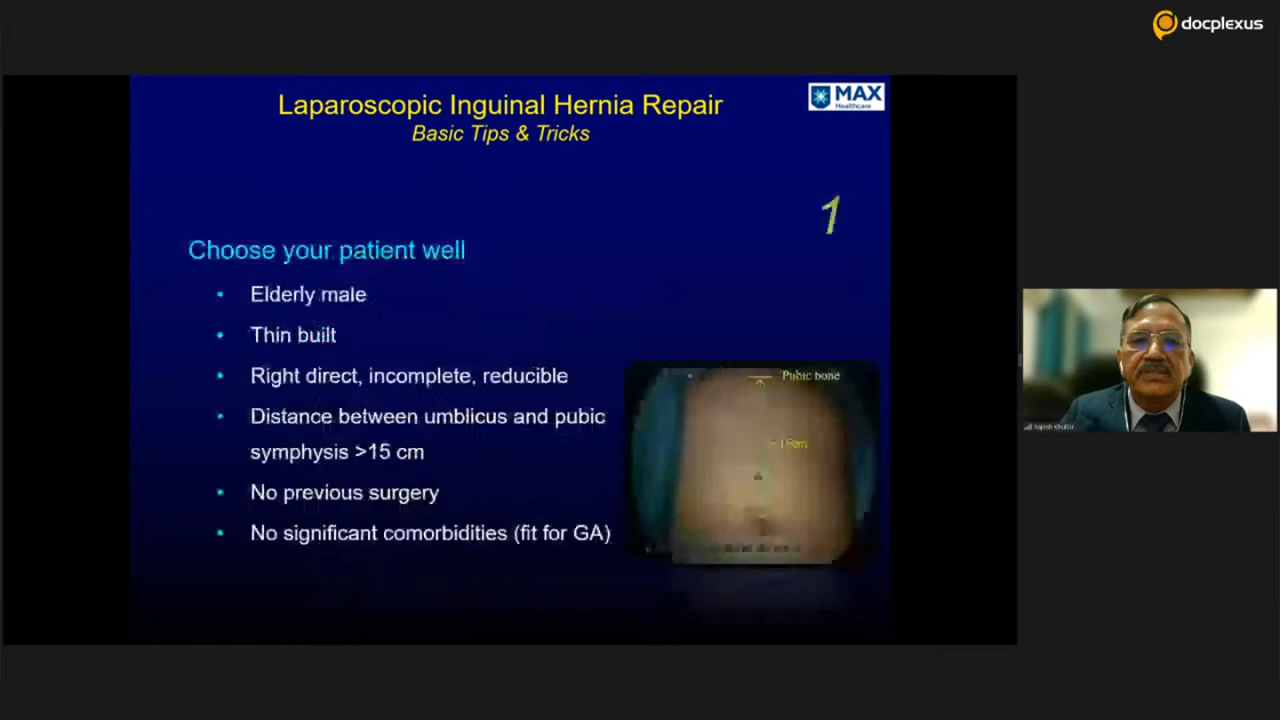 docplexus
Laparoscopic Inguinal Hernia Repair
MAX
Healthcare
Basic Tips & Tricks
1
Choose your patient well
• Elderly male
• Thin built
• Right direct, incomplete, reducible
Pubic bone
• Distance between umblicus and pubic
symphysis >15 cm
• No previous surgery
• No significant comorbidities (fit for GA)